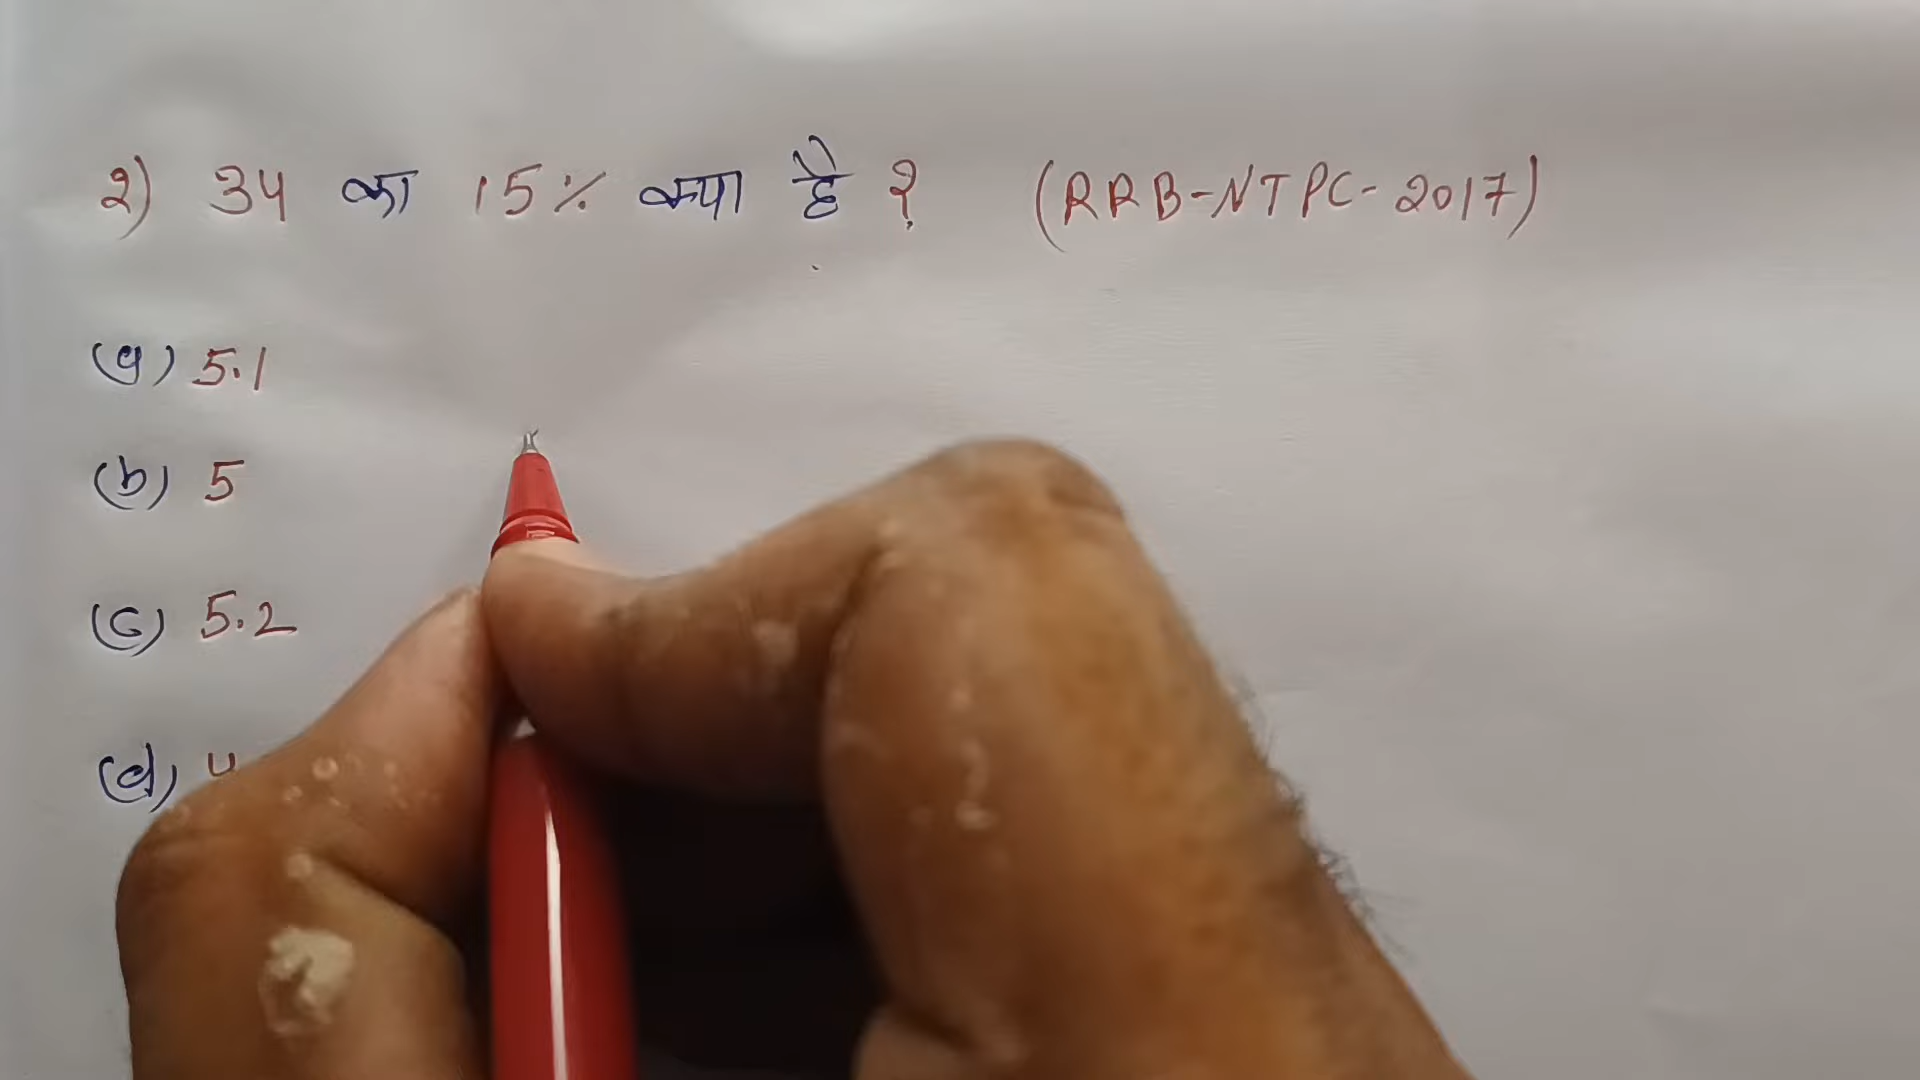 2) 34 का 15% क्या है ? (RRB-NTPC-2017)
(a) 5.1
(b) 5
(c) 5.2
(d)